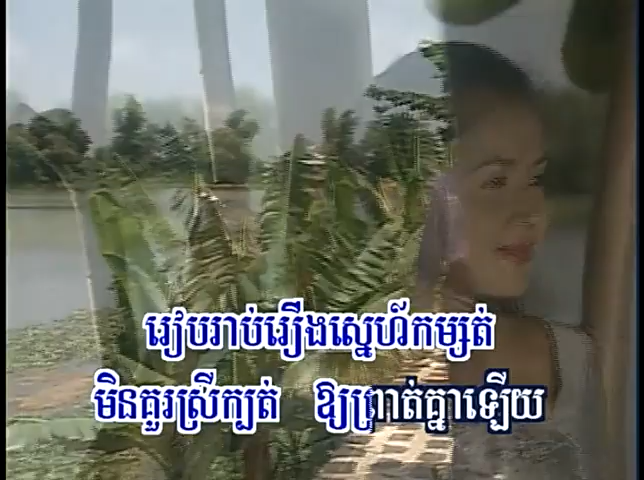 រៀបរាប់រឿងស្នេហ៍កម្សត់
មិនគួរស្រីក្បត់ ឱ្យព្រាត់គ្នាឡើយ